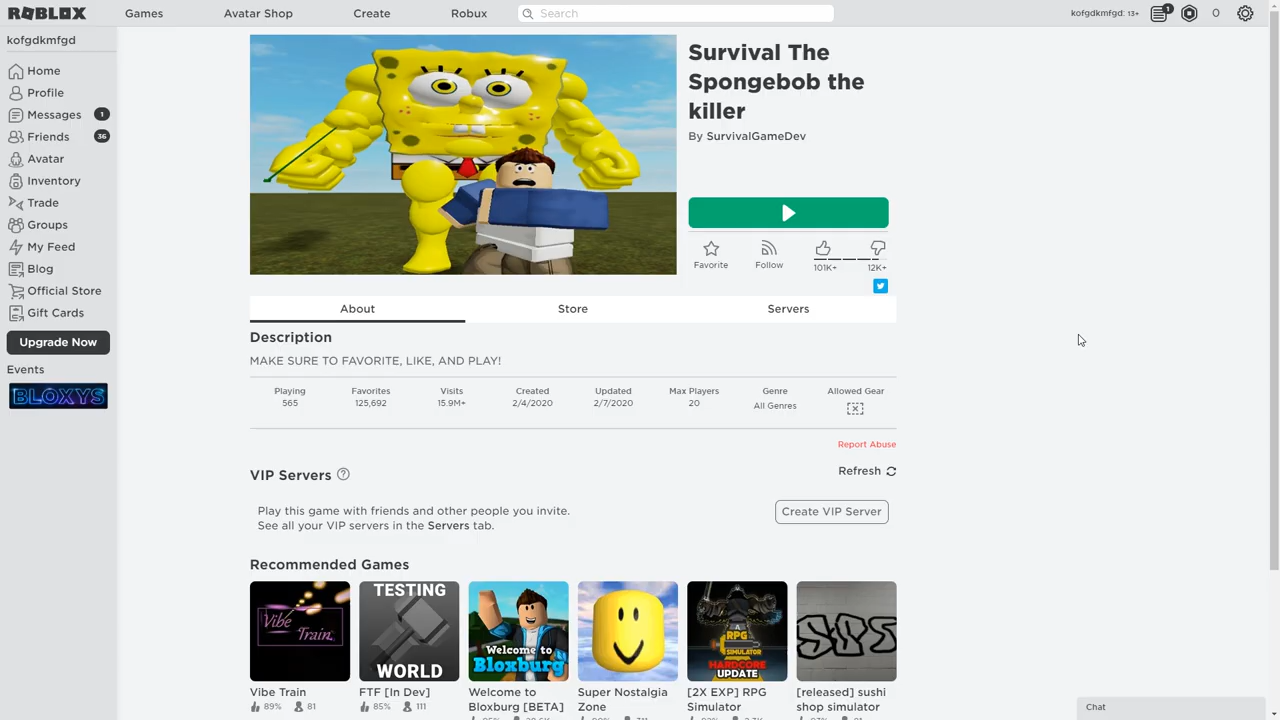 ROBLOX
Games
Avatar Shop
Create
Robux
Search
kofgdkmfgd: 13+
1
0
kofgdkmfgd
Home
Profile
Messages
1
Friends
36
Avatar
Inventory
Trade
Groups
My Feed
Blog
Official Store
Gift Cards
Upgrade Now
Events
BLOXYS
Survival The
Spongebob the
killer
By SurvivalGameDev
Favorite
Follow
101K+
12K+
About
Store
Servers
Description
MAKE SURE TO FAVORITE, LIKE, AND PLAY!
Playing
565
Favorites
125,692
Visits
15.9M+
Created
2/4/2020
Updated
2/7/2020
Max Players
20
Genre
All Genres
Allowed Gear
Report Abuse
VIP Servers
Refresh
Play this game with friends and other people you invite.
See all your VIP servers in the Servers tab.
Create VIP Server
Recommended Games
Vibe
Train
Vibe Train
89%
81
TESTING
WORLD
FTF [In Dev]
85%
111
Welcome to
Bloxburg
Welcome to
Bloxburg [BETA]
Super Nostalgia
Zone
RPG
SIMULATOR
HARDCORE
UPDATE
[2X EXP] RPG
Simulator
SOS
[released] sushi
shop simulator
Chat